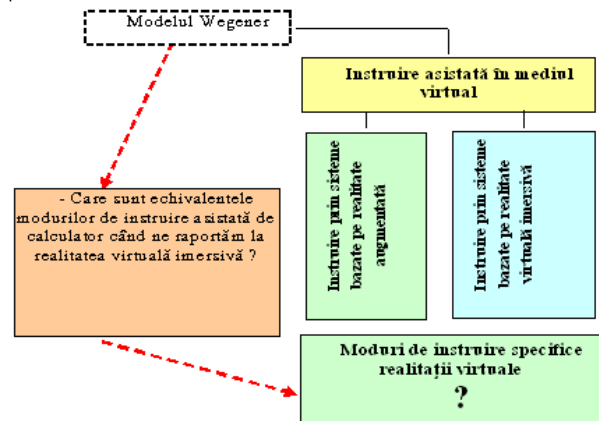 Modelul Wegener
Instruire asistată în mediul
virtual
Instruire prin sisteme
bazate pe realitate
augmentată
Instruire prin sisteme
bazate pe realitate
virtuală imersivă
- Care sunt echivalentele
modurilor de instruire asistată de
calculator când ne raportăm la
realitatea virtuală imersivă ?
Moduri de instruire specifice
realitații virtuale
?